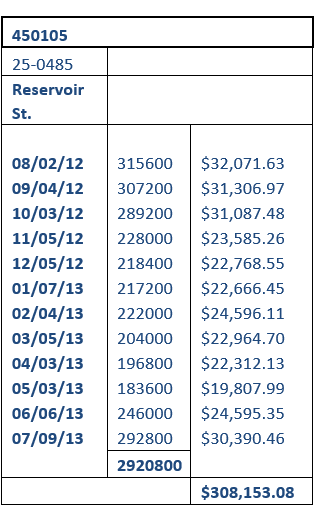 450105
25-0485
Reservoir
St.
08/02/12 315600 $32,071.63
09/04/12 307200 $31,306.97
10/03/12 289200 $31,087.48
11/05/12 228000 $23,585.26
12/05/12 218400 $22,768.55
01/07/13 217200 $22,666.45
02/04/13 222000 $24,596.11
03/05/13 204000 $22,964.70
04/03/13 196800 $22,312.13
05/03/13 183600 $19,807.99
06/06/13 246000 $24,595.35
07/09/13 292800 $30,390.46
2920800
$308,153.08